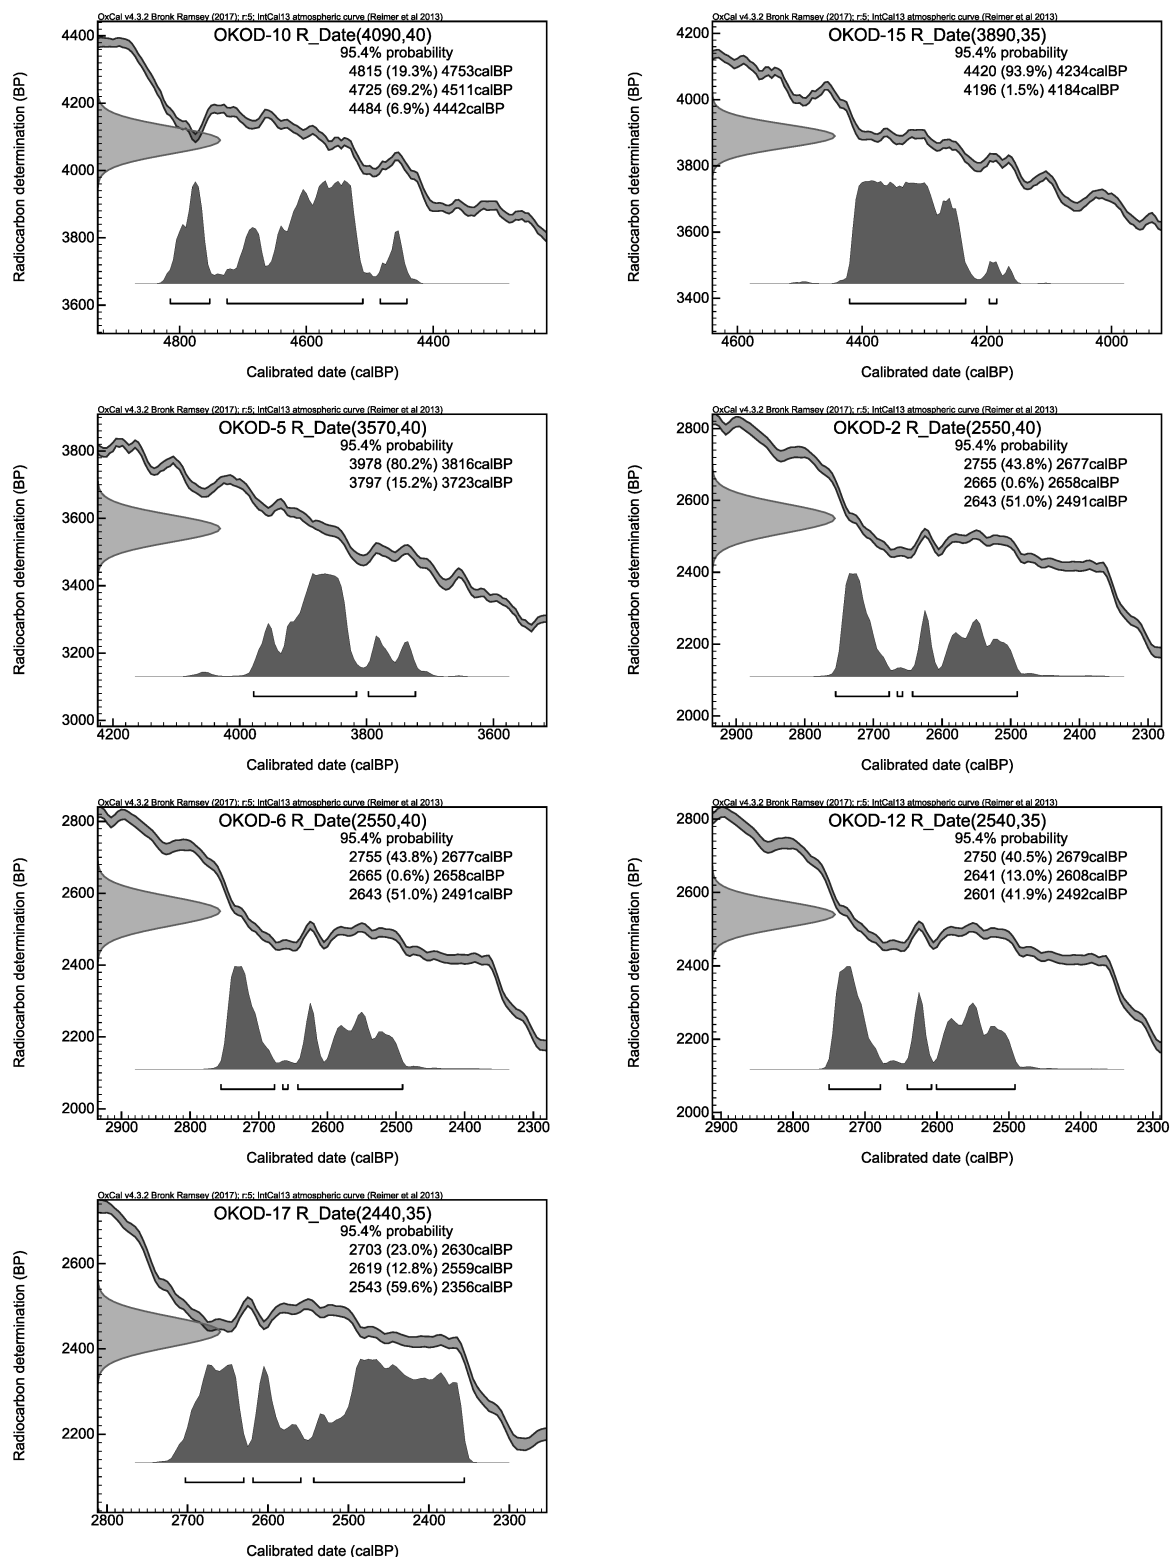 OxCal v4.3.2 Bronk Ramsey (2017); r:5; IntCal13 atmospheric curve (Reimer et al 2013)
OKOD-10 R_Date(4090,40)
95.4% probability
4815 (19.3%) 4753calBP
4725 (69.2%) 4511calBP
4484 (6.9%) 4442calBP
Radiocarbon determination (BP)
4400
4200
4000
3800
3600
4800 4600 4400
Calibrated date (calBP)
OxCal v4.3.2 Bronk Ramsey (2017); r:5; IntCal13 atmospheric curve (Reimer et al 2013)
OKOD-15 R_Date(3890,35)
95.4% probability
4420 (93.9%) 4234calBP
4196 (1.5%) 4184calBP
Radiocarbon determination (BP)
4200
4000
3800
3600
3400
4600 4400 4200 4000
Calibrated date (calBP)
OxCal v4.3.2 Bronk Ramsey (2017); r:5; IntCal13 atmospheric curve (Reimer et al 2013)
OKOD-5 R_Date(3570,40)
95.4% probability
3978 (80.2%) 3816calBP
3797 (15.2%) 3723calBP
Radiocarbon determination (BP)
3800
3600
3400
3200
3000
4200 4000 3800 3600
Calibrated date (calBP)
OxCal v4.3.2 Bronk Ramsey (2017); r:5; IntCal13 atmospheric curve (Reimer et al 2013)
OKOD-2 R_Date(2550,40)
95.4% probability
2755 (43.8%) 2677calBP
2665 (0.6%) 2658calBP
2643 (51.0%) 2491calBP
Radiocarbon determination (BP)
2800
2600
2400
2200
2000
2900 2800 2700 2600 2500 2400 2300
Calibrated date (calBP)
OxCal v4.3.2 Bronk Ramsey (2017); r:5; IntCal13 atmospheric curve (Reimer et al 2013)
OKOD-6 R_Date(2550,40)
95.4% probability
2755 (43.8%) 2677calBP
2665 (0.6%) 2658calBP
2643 (51.0%) 2491calBP
Radiocarbon determination (BP)
2800
2600
2400
2200
2000
2900 2800 2700 2600 2500 2400 2300
Calibrated date (calBP)
OxCal v4.3.2 Bronk Ramsey (2017); r:5; IntCal13 atmospheric curve (Reimer et al 2013)
OKOD-12 R_Date(2540,35)
95.4% probability
2750 (40.5%) 2679calBP
2641 (13.0%) 2608calBP
2601 (41.9%) 2492calBP
Radiocarbon determination (BP)
2800
2600
2400
2200
2000
2900 2800 2700 2600 2500 2400 2300
Calibrated date (calBP)
OxCal v4.3.2 Bronk Ramsey (2017); r:5; IntCal13 atmospheric curve (Reimer et al 2013)
OKOD-17 R_Date(2440,35)
95.4% probability
2703 (23.0%) 2630calBP
2619 (12.8%) 2559calBP
2543 (59.6%) 2356calBP
Radiocarbon determination (BP)
2600
2400
2200
2800 2700 2600 2500 2400 2300
Calibrated date (calBP)